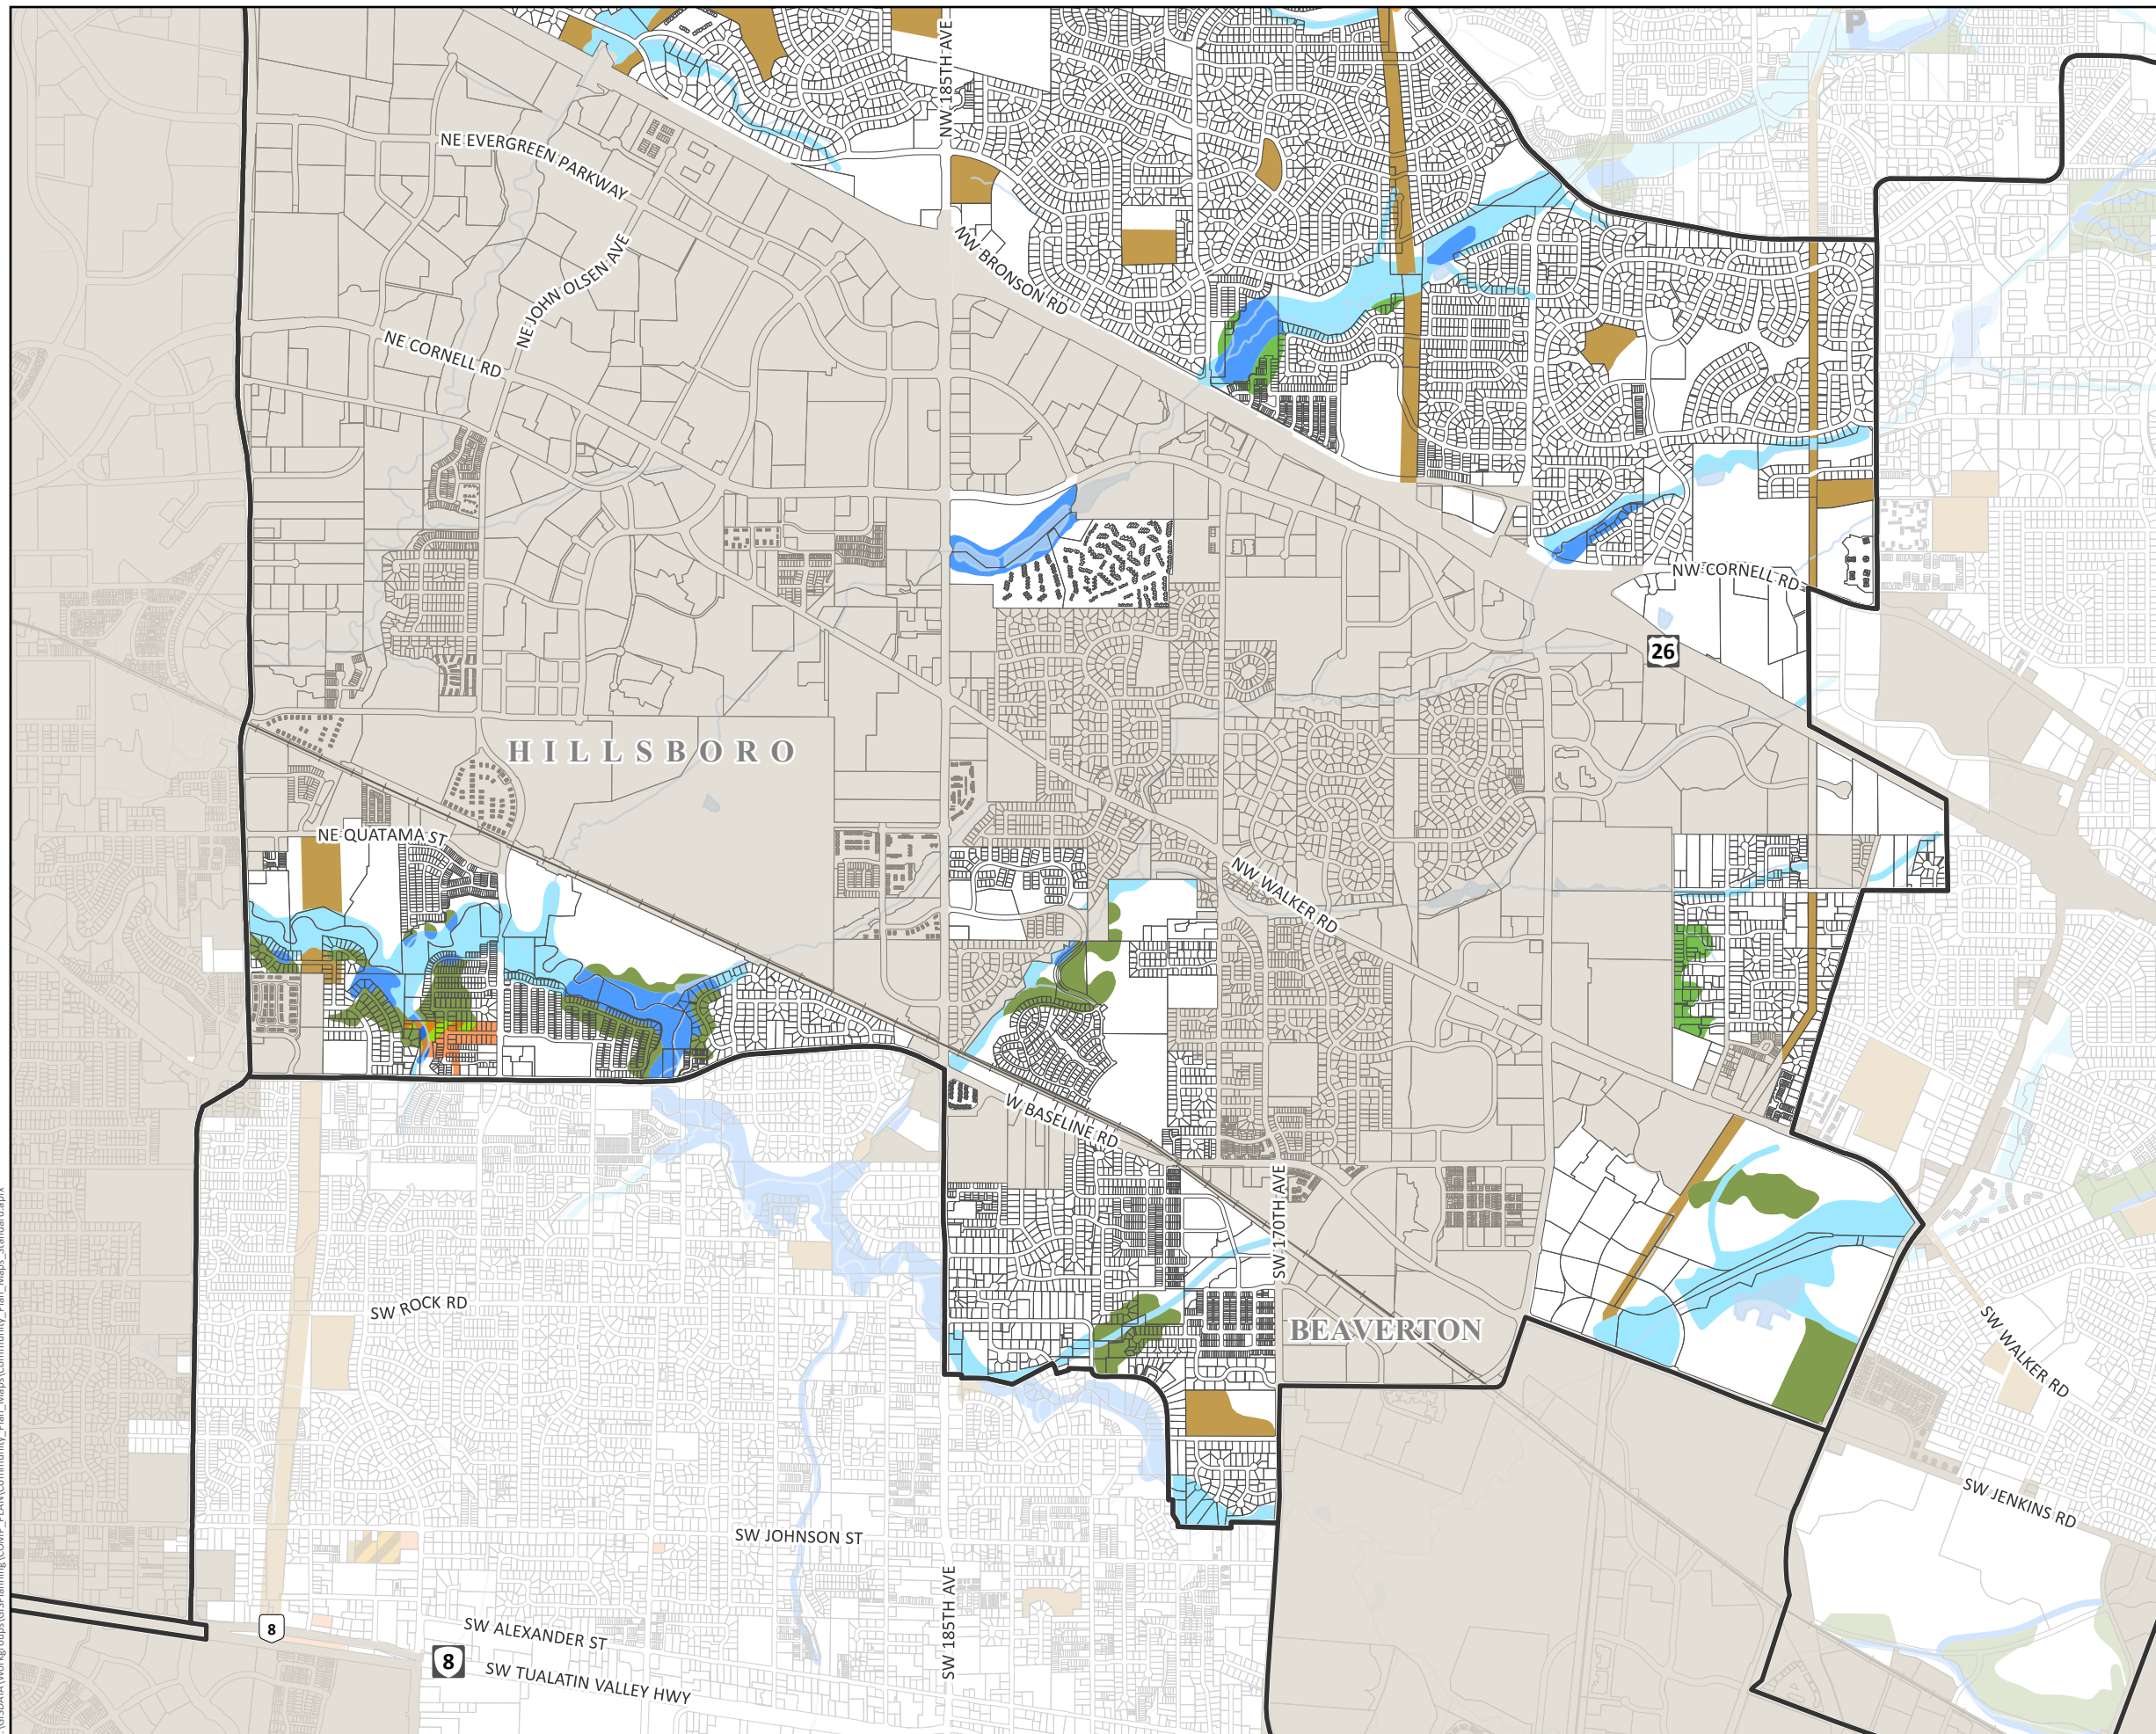 P
NW 185TH AVE
NE EVERGREEN PARKWAY
NW BRONSON RD
NE JOHN OLSEN AVE
NE CORNELL RD
NW CORNELL RD
26
HILLSBORO
NE QUATAMA ST
NW WALKER RD
W BASELINE RD
SW 170TH AVE
SW ROCK RD
BEAVERTON
SW WALKER RD
SW JENKINS RD
SW JOHNSON ST
SW 185TH AVE
8
SW ALEXANDER ST
8
SW TUALATIN VALLEY HWY